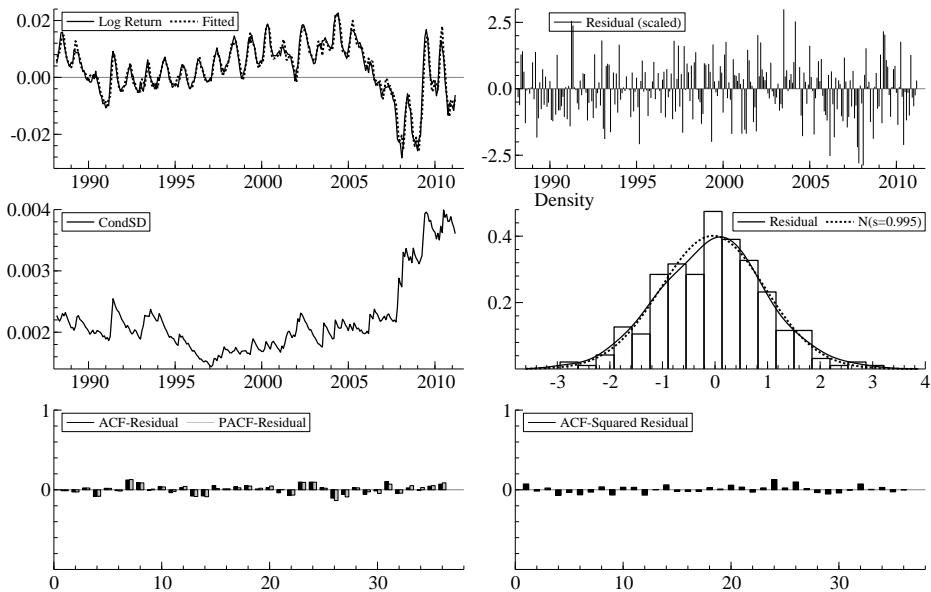 0.02
Log Return Fitted
0.00
-0.02
1990 1995 2000 2005 2010
2.5
Residual (scaled)
0.0
-2.5
1990 1995 2000 2005 2010
0.004
CondSD
0.003
0.002
1990 1995 2000 2005 2010
Density
Residual N(s=0.995)
0.4
0.2
-3 -2 -1 0 1 2 3 4
1
ACF-Residual PACF-Residual
0
0 10 20 30
1
ACF-Squared Residual
0
0 10 20 30